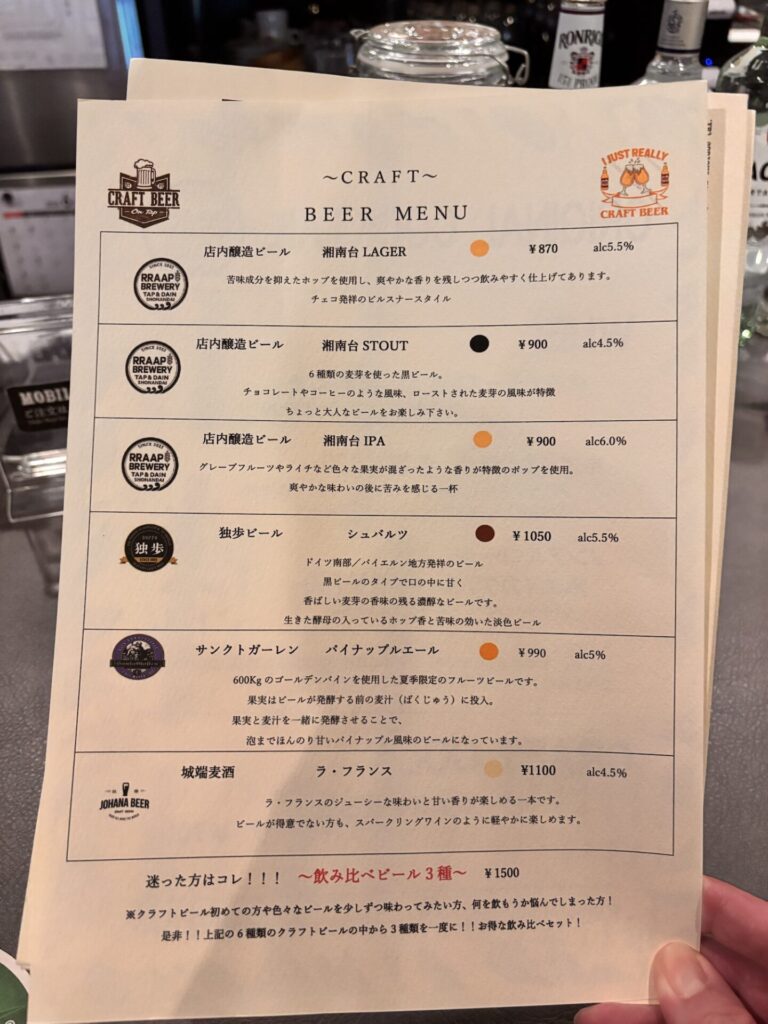 RONRICO
151 PROOF
〜CRAFT〜
BEER MENU
CRAFT BEER
On Tap
I JUST REALLY
CRAFT BEER
店内醸造ビール 湘南台 LAGER ¥870 alc5.5%
SINCE 2022
RRAAP
BREWERY
TAP & DAIN
SHONANDAI
苦味成分を抑えたホップを使用し、爽やかな香りを残しつつ飲みやすく仕上げてあります。
チェコ発祥のピルスナースタイル
店内醸造ビール 湘南台 STOUT ¥900 alc4.5%
SINCE 2022
RRAAP
BREWERY
TAP & DAIN
SHONANDAI
6種類の麦芽を使った黒ビール。
チョコレートやコーヒーのような風味、ローストされた麦芽の風味が特徴
ちょっと大人なビールをお楽しみ下さい。
店内醸造ビール 湘南台 IPA ¥900 alc6.0%
SINCE 2022
RRAAP
BREWERY
TAP & DAIN
SHONANDAI
グレープフルーツやライチなど色々な果実が混ざったような香りが特徴のホップを使用。
爽やかな味わいの後に苦みを感じる一杯
独歩ビール シュバルツ ¥1050 alc5.5%
独歩
ドイツ南部／バイエルン地方発祥のビール
黒ビールのタイプで口の中に甘く
香ばしい麦芽の香味の残る濃醇なビールです。
生きた酵母の入っているホップ香と苦味の効いた淡色ビール
サンクトガーレン パイナップルエール ¥990 alc5%
600Kg のゴールデンパインを使用した夏季限定のフルーツビールです。
果実はビールが発酵する前の麦汁（ばくじゅう）に投入。
果実と麦汁を一緒に発酵させることで、
泡までほんのり甘いパイナップル風味のビールになっています。
城端麦酒 ラ・フランス ¥1100 alc4.5%
JOHANA BEER
ラ・フランスのジューシーな味わいと甘い香りが楽しめる一本です。
ビールが得意でない方も、スパークリングワインのように軽やかに楽しめます。
迷った方はコレ！！！ 〜飲み比べビール3種〜 ¥1500
※クラフトビール初めての方や色々なビールを少しずつ味わってみたい方、何を飲もうか悩んでしまった方！
是非！！上記の6種類のクラフトビールの中から3種類を一度に！！お得な飲み比べセット！